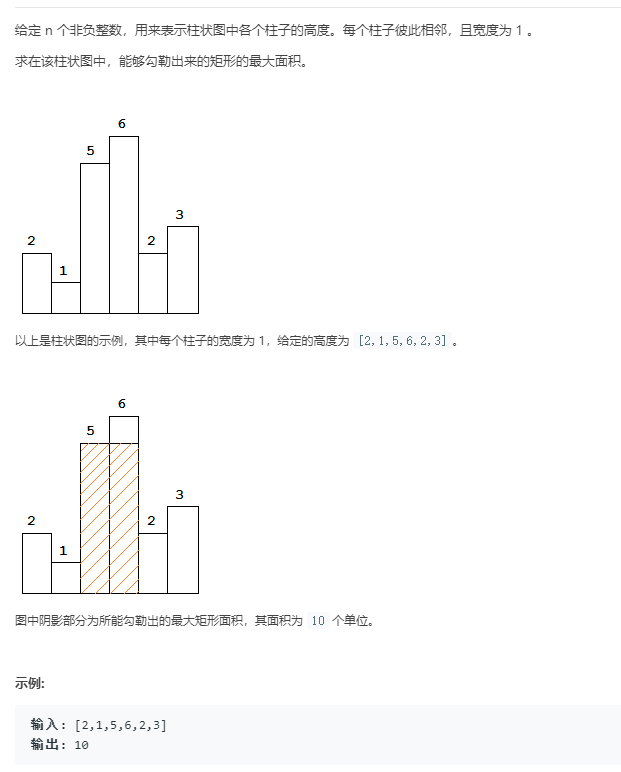 给定 n 个非负整数，用来表示柱状图中各个柱子的高度。每个柱子彼此相邻，且宽度为 1 。
求在该柱状图中，能够勾勒出来的矩形的最大面积。
6
5
3
2
2
1
以上是柱状图的示例，其中每个柱子的宽度为 1，给定的高度为 [2,1,5,6,2,3] 。
6
5
3
2
2
1
图中阴影部分为所能勾勒出的最大矩形面积，其面积为 10 个单位。
示例:
输入: [2,1,5,6,2,3]
输出: 10